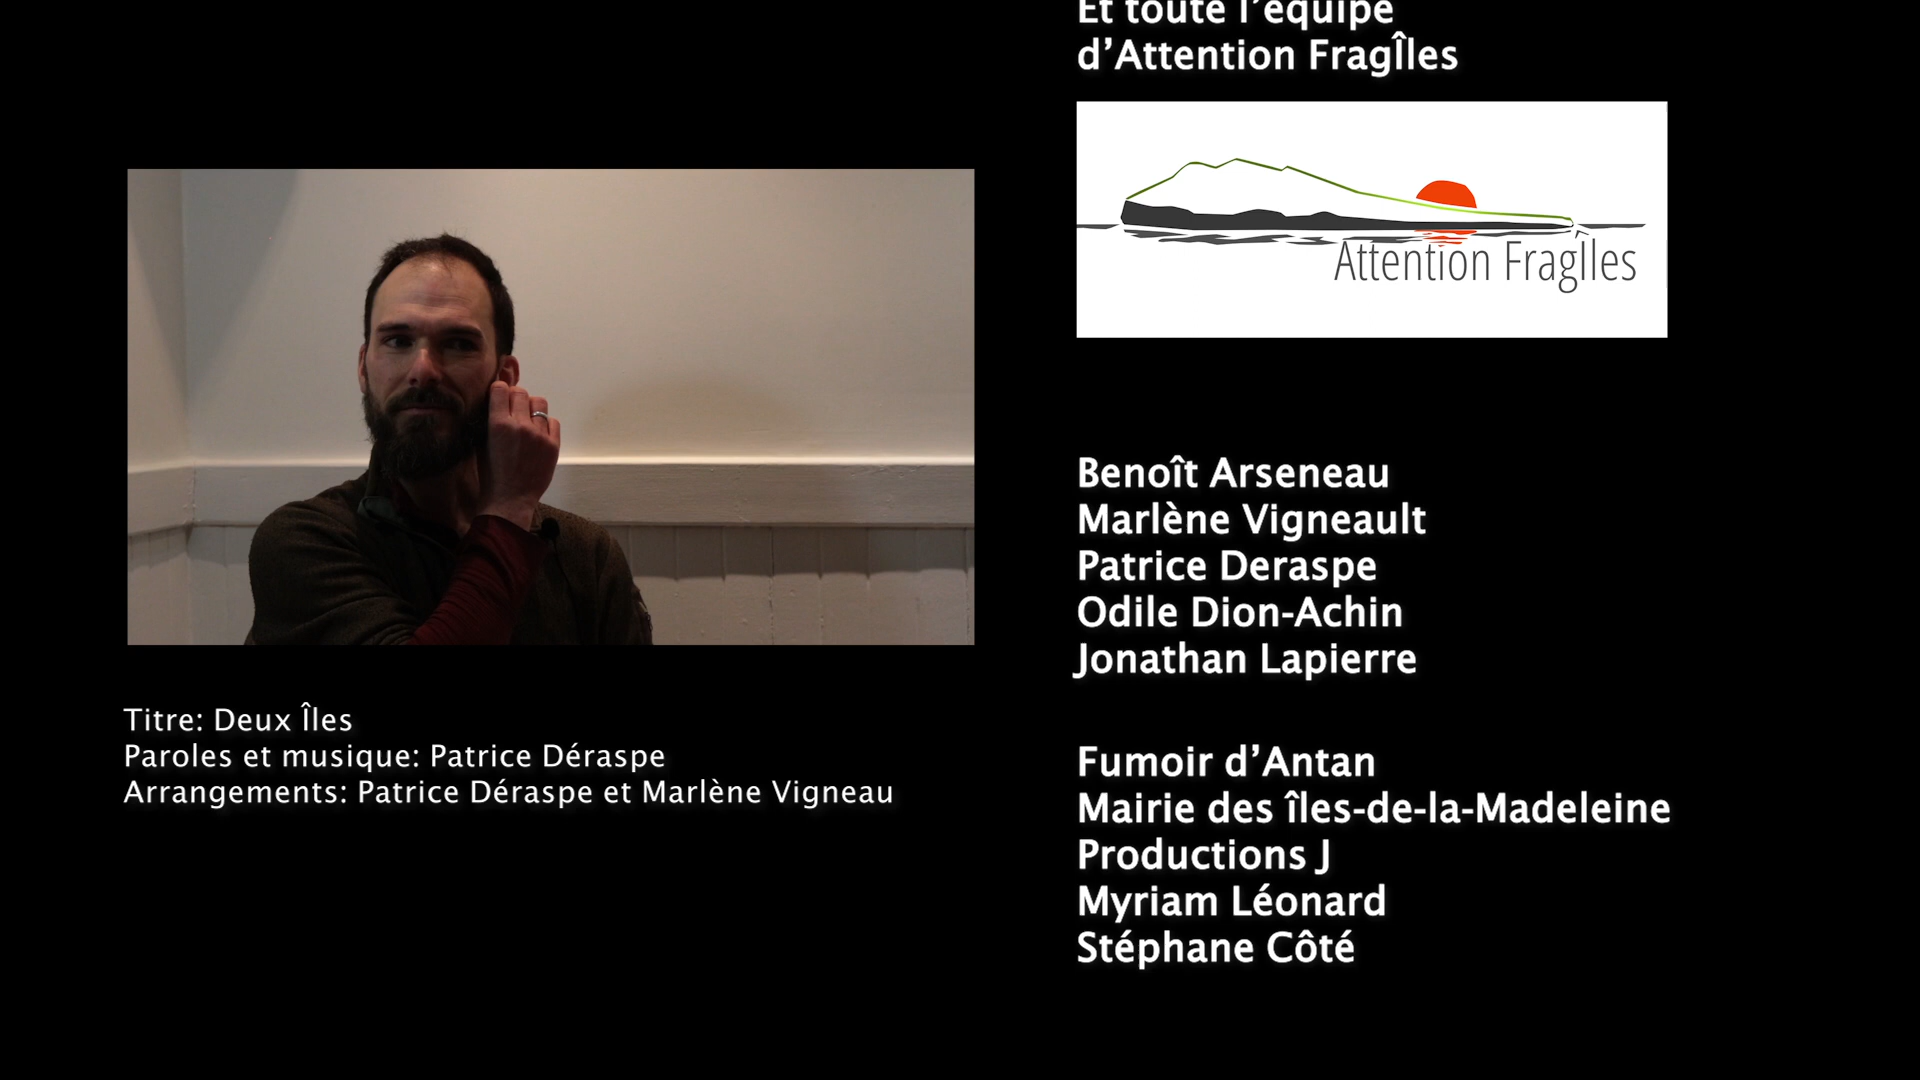 Et toute l’équipe
d’Attention FragÎles
Attention FragÎles
Benoît Arseneau
Marlène Vigneault
Patrice Deraspe
Odile Dion-Achin
Jonathan Lapierre
Fumoir d’Antan
Mairie des îles-de-la-Madeleine
Productions J
Myriam Léonard
Stéphane Côté
Titre: Deux Îles
Paroles et musique: Patrice Déraspe
Arrangements: Patrice Déraspe et Marlène Vigneau